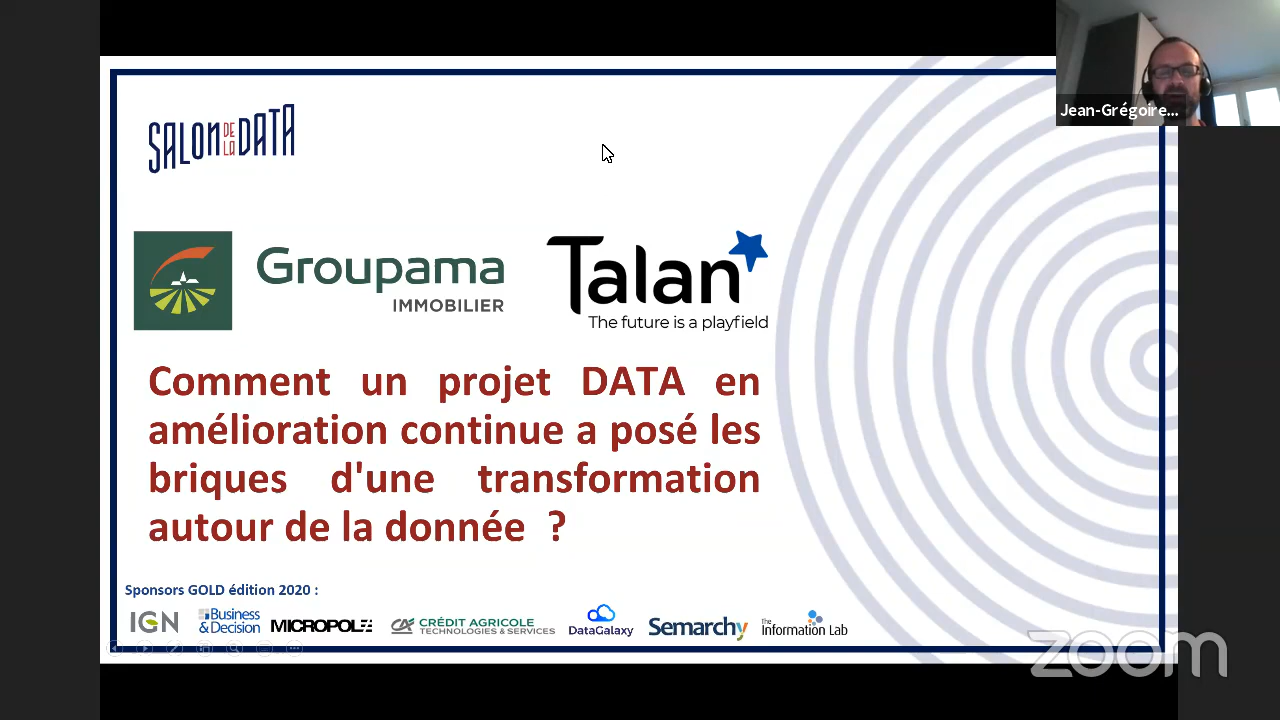 Jean-Grégoire...
SALON DE LA DATA
Groupama
IMMOBILIER
Talan
The future is a playfield
Comment un projet DATA en
amélioration continue a posé les
briques d'une transformation
autour de la donnée ?
Sponsors GOLD édition 2020 :
IGN
Business
& Decision
MICROPOLE
CRÉDIT AGRICOLE
TECHNOLOGIES & SERVICES
DataGalaxy
Semarchy
The
Information Lab
zoom